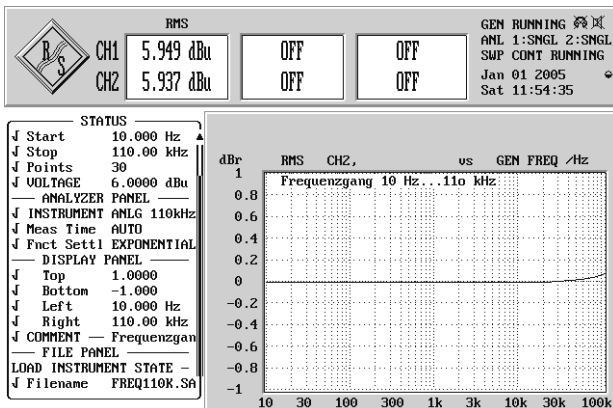 RMS
R&S
CH1 5.949 dBu OFF OFF
CH2 5.937 dBu OFF OFF
GEN RUNNING
ANL 1:SNGL 2:SNGL
SWP CONT RUNNING
Jan 01 2005
Sat 11:54:35
STATUS
Start 10.000 Hz
Stop 110.00 kHz
Points 30
VOLTAGE 6.0000 dBu
ANALYZER PANEL
INSTRUMENT ANLG 110kHz
Meas Time AUTO
Fnct Settl EXPONENTIAL
DISPLAY PANEL
Top 1.0000
Bottom -1.000
Left 10.000 Hz
Right 110.00 kHz
COMMENT — Frequenzgan
FILE PANEL
LOAD INSTRUMENT STATE -
Filename FREQ110K.SA
dBr RMS CH2, vs GEN FREQ /Hz
Frequenzgang 10 Hz...11o kHz
1
0.8
0.6
0.4
0.2
0
-0.2
-0.4
-0.6
-0.8
-1
10 30 100 300 1k 3k 10k 30k 100k